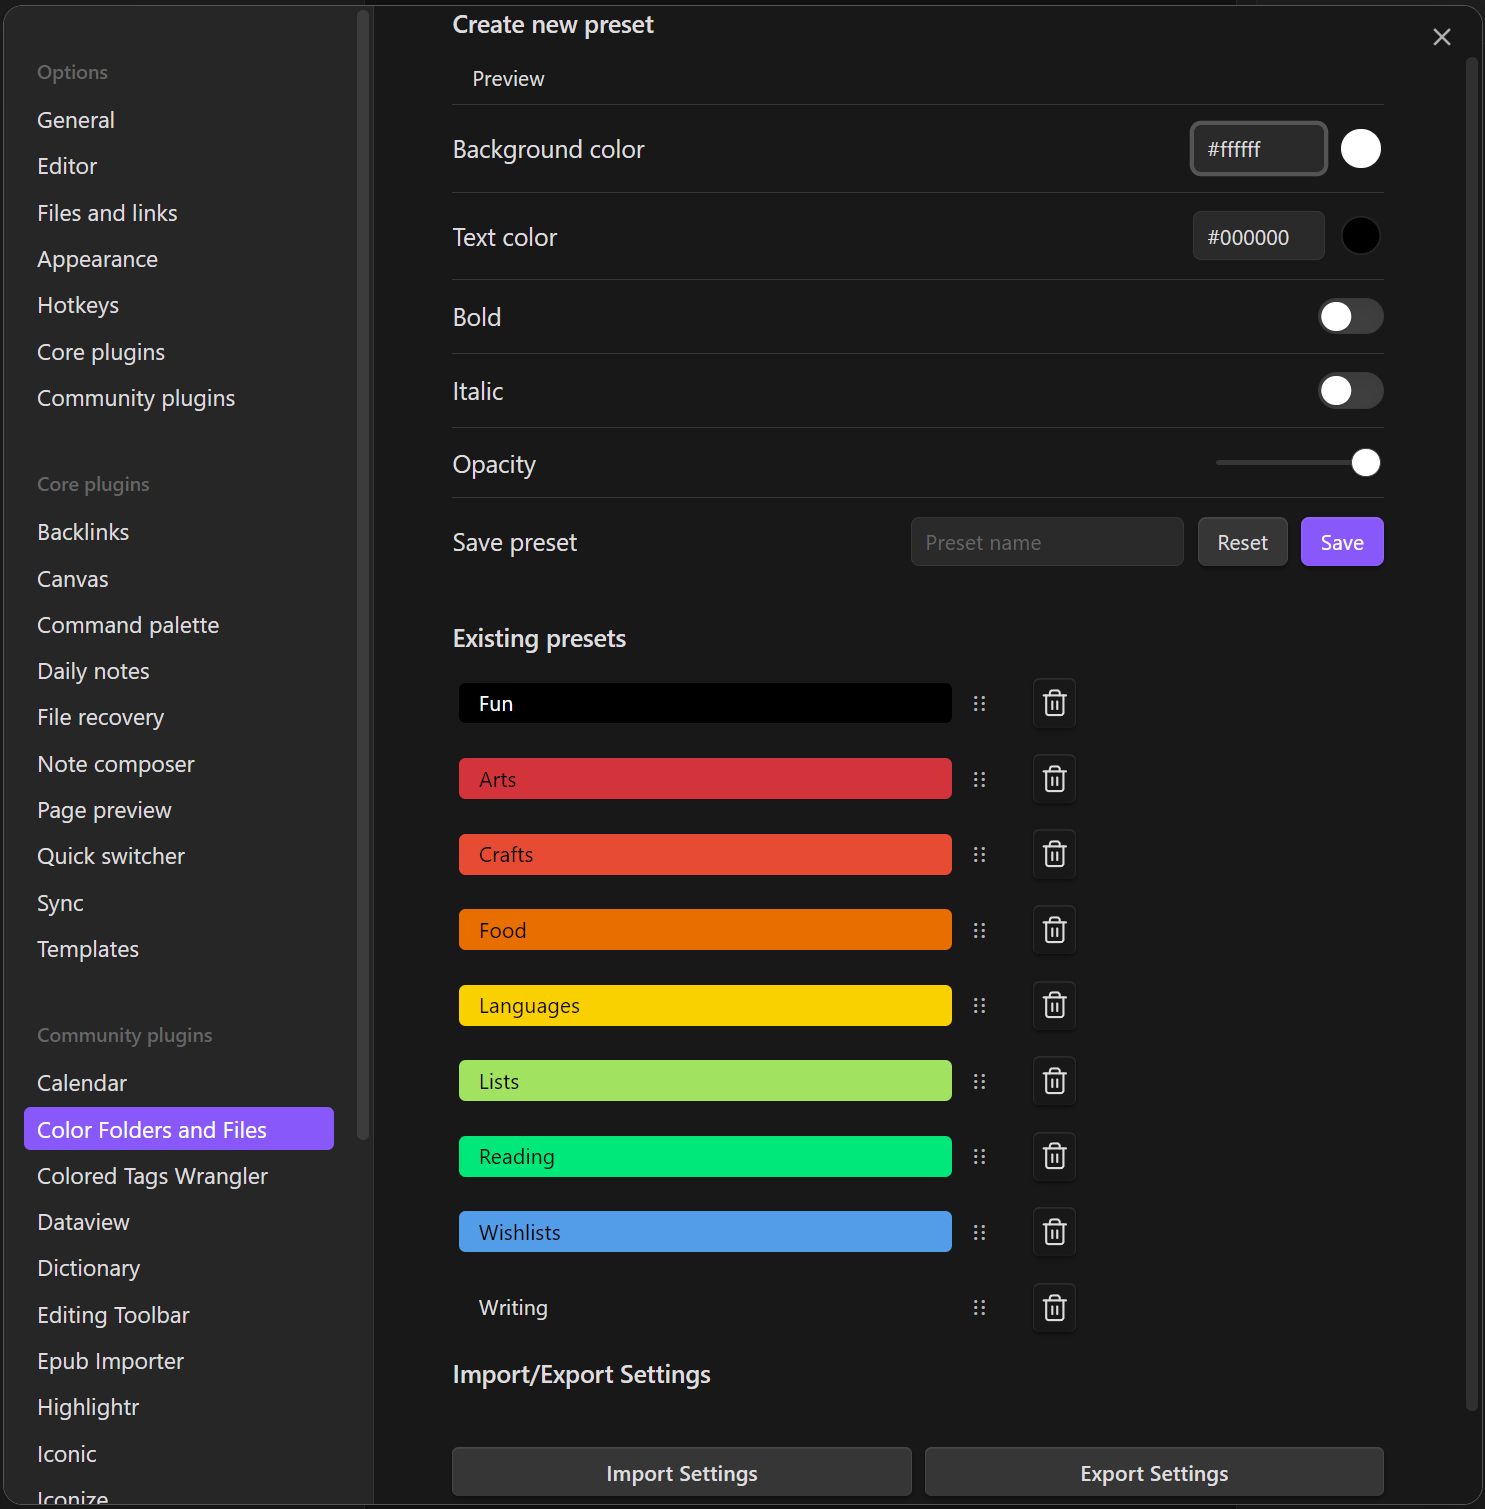 Options
General
Editor
Files and links
Appearance
Hotkeys
Core plugins
Community plugins
Core plugins
Backlinks
Canvas
Command palette
Daily notes
File recovery
Note composer
Page preview
Quick switcher
Sync
Templates
Community plugins
Calendar
Color Folders and Files
Colored Tags Wrangler
Dataview
Dictionary
Editing Toolbar
Epub Importer
Highlightr
Iconic
Iconize
Create new preset
Preview
Background color #ffffff
Text color #000000
Bold
Italic
Opacity
Save preset Preset name Reset Save
Existing presets
Fun
Arts
Crafts
Food
Languages
Lists
Reading
Wishlists
Writing
Import/Export Settings
Import Settings Export Settings